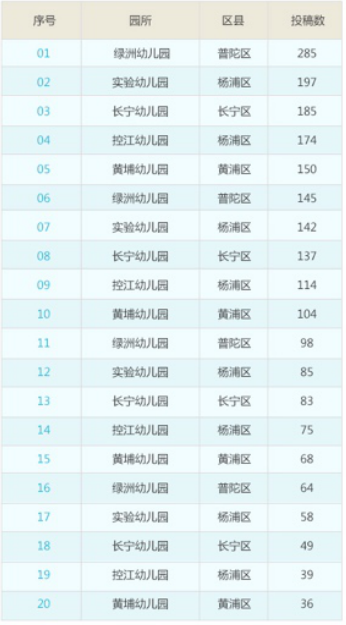 序号 园所 区县 投稿数
01 绿洲幼儿园 普陀区 285
02 实验幼儿园 杨浦区 197
03 长宁幼儿园 长宁区 185
04 控江幼儿园 杨浦区 174
05 黄埔幼儿园 黄浦区 150
06 绿洲幼儿园 普陀区 145
07 实验幼儿园 杨浦区 142
08 长宁幼儿园 长宁区 137
09 控江幼儿园 杨浦区 114
10 黄埔幼儿园 黄浦区 104
11 绿洲幼儿园 普陀区 98
12 实验幼儿园 杨浦区 85
13 长宁幼儿园 长宁区 83
14 控江幼儿园 杨浦区 75
15 黄埔幼儿园 黄浦区 68
16 绿洲幼儿园 普陀区 64
17 实验幼儿园 杨浦区 58
18 长宁幼儿园 长宁区 49
19 控江幼儿园 杨浦区 39
20 黄埔幼儿园 黄浦区 36